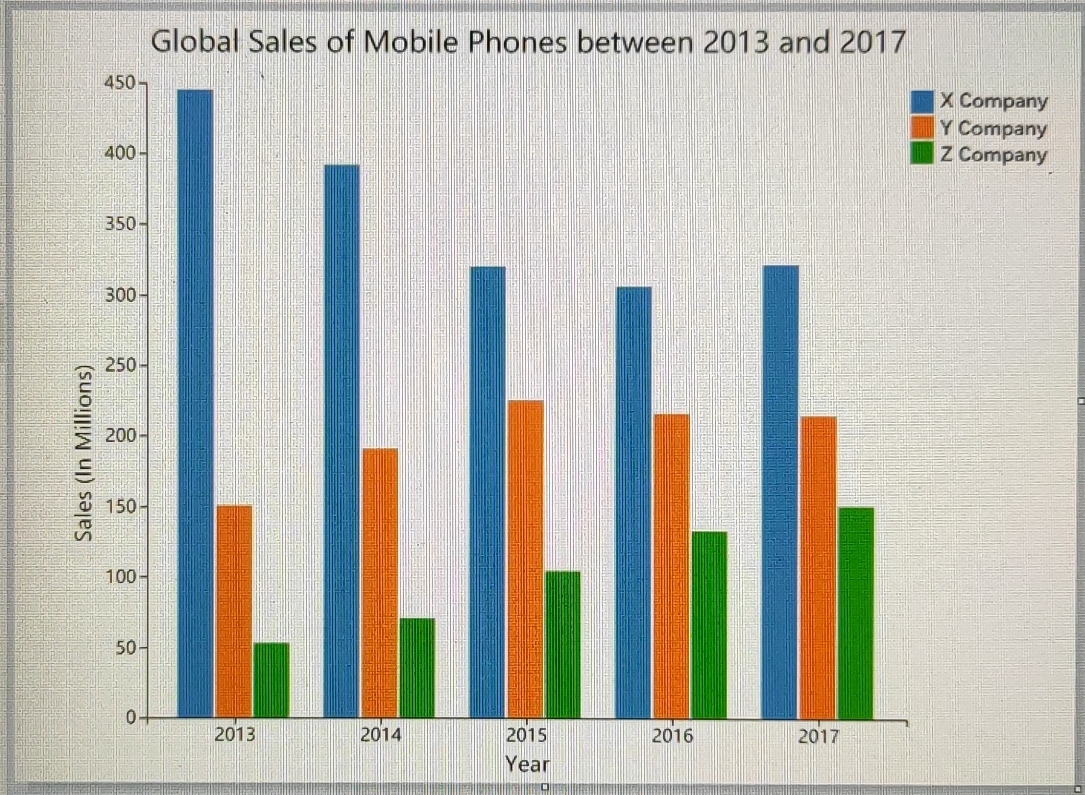 Global Sales of Mobile Phones between 2013 and 2017
X Company
Y Company
Z Company
Sales (In Millions)
450
400
350
300
250
200
150
100
50
0
2013 2014 2015 2016 2017
Year